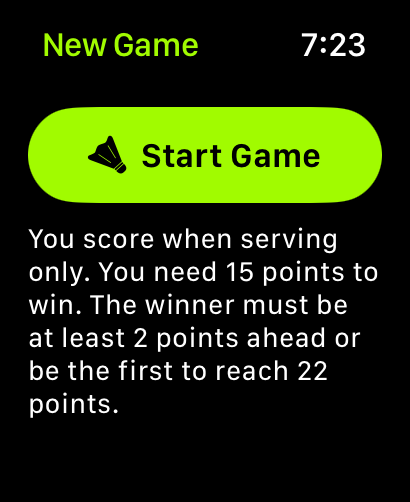 New Game 7:23
Start Game
You score when serving
only. You need 15 points to
win. The winner must be
at least 2 points ahead or
be the first to reach 22
points.